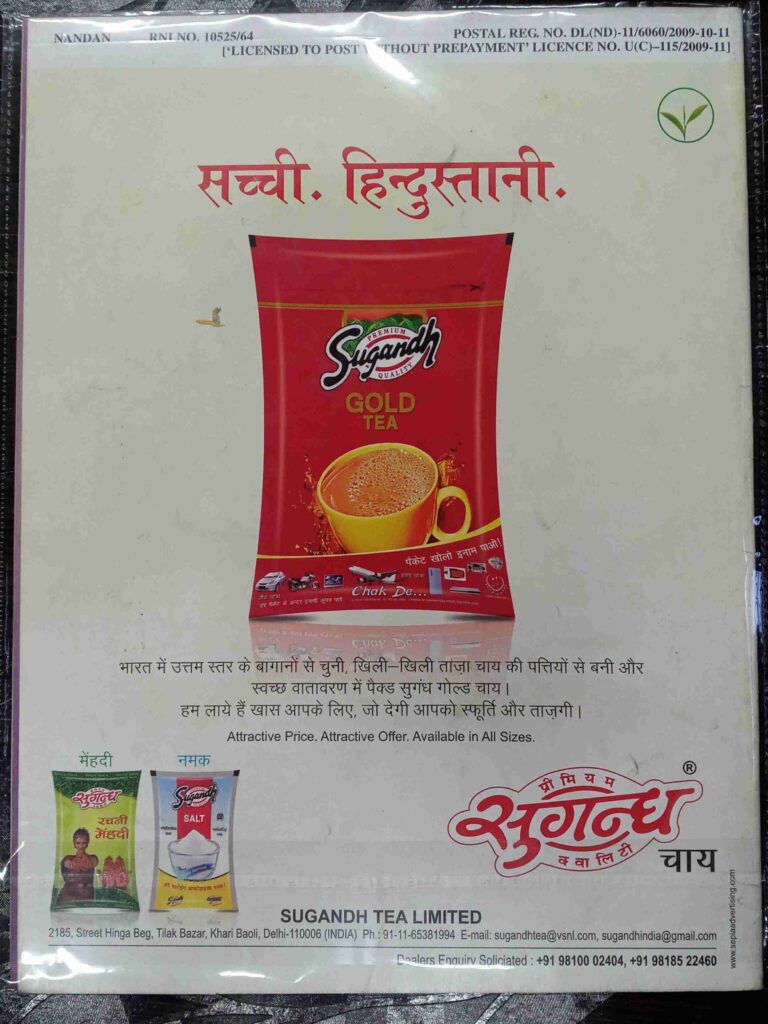 NANDAN RNI NO. 10525/64 POSTAL REG. NO. DL(ND)-11/6060/2009-10-11
['LICENSED TO POST WITHOUT PREPAYMENT' LICENCE NO. U(C)–115/2009-11]
सच्ची. हिन्दुस्तानी.
PREMIUM
Sugandh
QUALITY
GOLD
TEA
पैकेट खोलो इनाम पाओ!
Chak De...
भारत में उत्तम स्तर के बागानों से चुनी, खिली–खिली ताज़ा चाय की पत्तियों से बनी और
स्वच्छ वातावरण में पैक्ड सुगंध गोल्ड चाय।
हम लाये हैं खास आपके लिए, जो देगी आपको स्फूर्ति और ताज़गी।
Attractive Price. Attractive Offer. Available in All Sizes.
मेंहदी नमक
सुगन्ध
रचनी
मेंहदी
Sugandh
SALT
प्रीमियम
सुगन्ध
®
क्वालिटी
चाय
SUGANDH TEA LIMITED
2185, Street Hinga Beg, Tilak Bazar, Khari Baoli, Delhi-110006 (INDIA) Ph.: 91-11-65381994 E-mail: sugandhtea@vsnl.com, sugandhindia@gmail.com
Dealers Enquiry Soliciated : +91 98100 02404, +91 98185 22460
www.sepiaadvertising.com